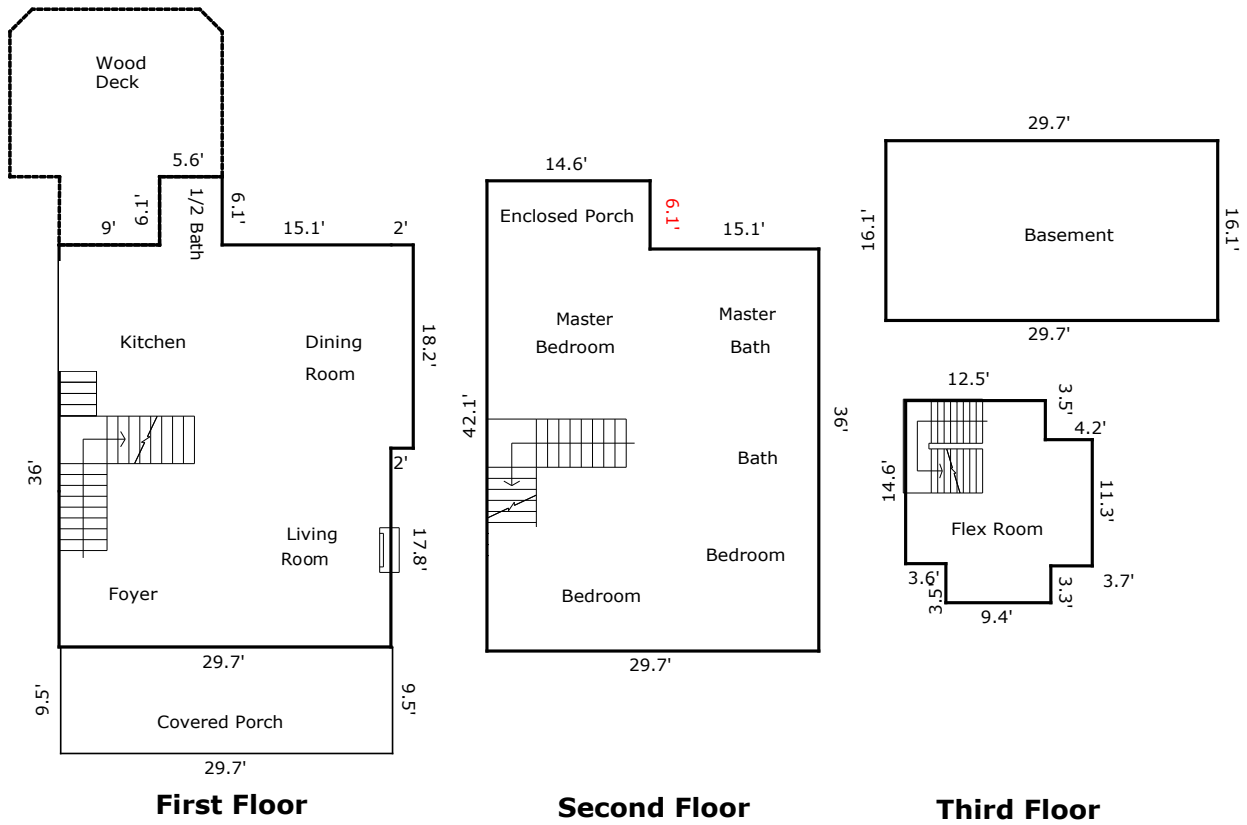 Wood
Deck
5.6'
6.1'
1/2 Bath
6.1'
9'
15.1'
2'
Kitchen
Dining
Room
18.2'
36'
2'
Living
Room
17.8'
Foyer
29.7'
9.5'
9.5'
Covered Porch
29.7'
First Floor
14.6'
Enclosed Porch
6.1'
15.1'
Master
Bedroom
Master
Bath
42.1'
36'
Bath
Bedroom
Bedroom
29.7'
Second Floor
29.7'
16.1'
Basement
16.1'
29.7'
12.5'
3.5'
4.2'
14.6'
11.3'
Flex Room
3.6'
3.5'
9.4'
3.3'
3.7'
Third Floor